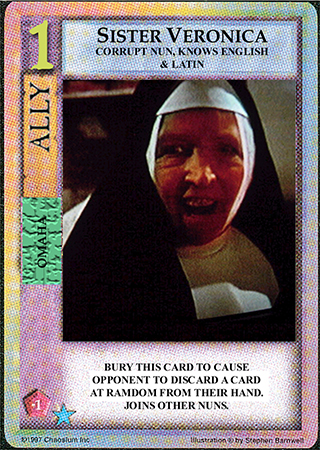 1
SISTER VERONICA
CORRUPT NUN, KNOWS ENGLISH
& LATIN
ALLY
OMAHA
BURY THIS CARD TO CAUSE
OPPONENT TO DISCARD A CARD
AT RAMDOM FROM THEIR HAND.
JOINS OTHER NUNS.
-1
©1997 Chaosium Inc.
Illustration © by Stephen Barnwell